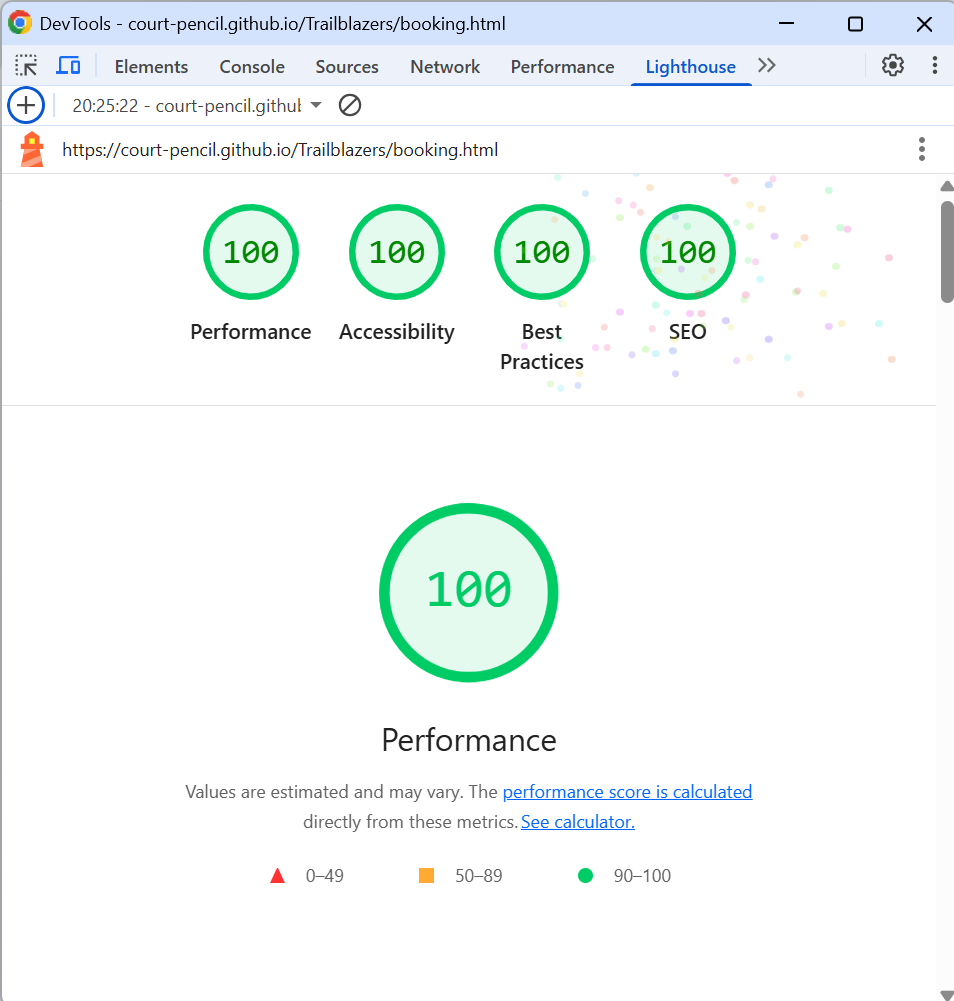 DevTools - court-pencil.github.io/Trailblazers/booking.html
Elements Console Sources Network Performance Lighthouse
20:25:22 - court-pencil.githul
https://court-pencil.github.io/Trailblazers/booking.html
100 100 100 100
Performance Accessibility Best Practices SEO
100
Performance
Values are estimated and may vary. The performance score is calculated
directly from these metrics. See calculator.
0–49 50–89 90–100